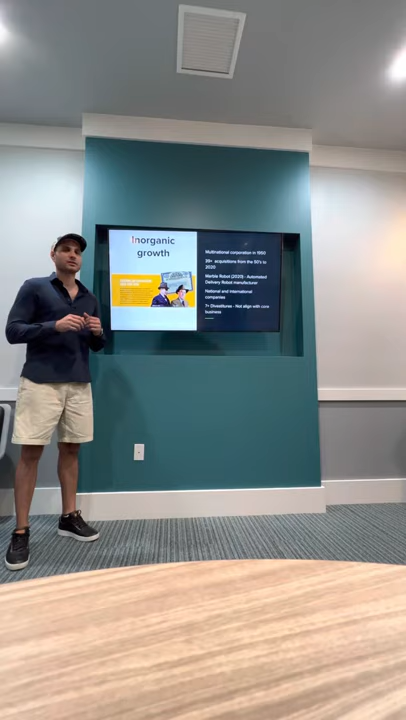 Inorganic
growth
Multinational corporation in 1950
39+ acquisitions from the 50's to
2020
Marble Robot (2020) - Automated
Delivery Robot manufacturer
National and international
companies
7+ Divestitures - Not align with core
business